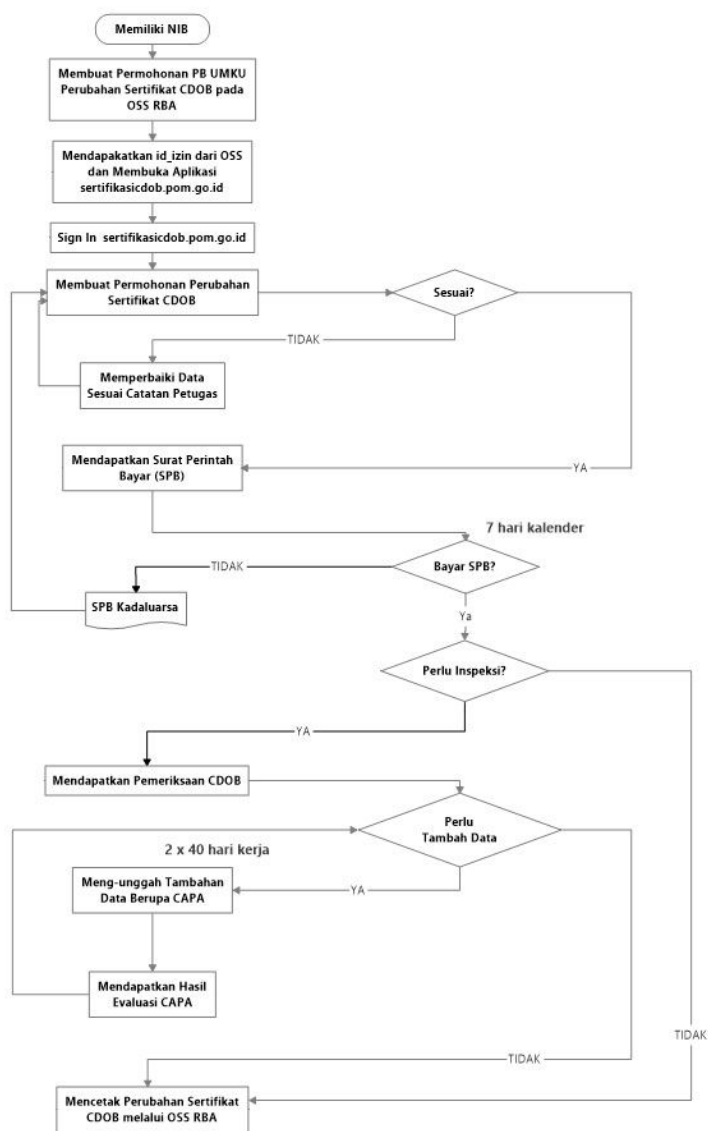 Memiliki NIB
Membuat Permohonan PB UMKU
Perubahan Sertifikat CDOB pada
OSS RBA
Mendapakatkan id_izin dari OSS
dan Membuka Aplikasi
sertifikasicdob.pom.go.id
Sign In sertifikasicdob.pom.go.id
Membuat Permohonan Perubahan
Sertifikat CDOB
Sesuai?
TIDAK
Memperbaiki Data
Sesuai Catatan Petugas
Mendapatkan Surat Perintah
Bayar (SPB)
YA
7 hari kalender
Bayar SPB?
TIDAK
SPB Kadaluarsa
Ya
Perlu Inspeksi?
YA
Mendapatkan Pemeriksaan CDOB
Perlu
Tambah Data
2 x 40 hari kerja
Meng-unggah Tambahan
Data Berupa CAPA
YA
Mendapatkan Hasil
Evaluasi CAPA
TIDAK
TIDAK
Mencetak Perubahan Sertifikat
CDOB melalui OSS RBA